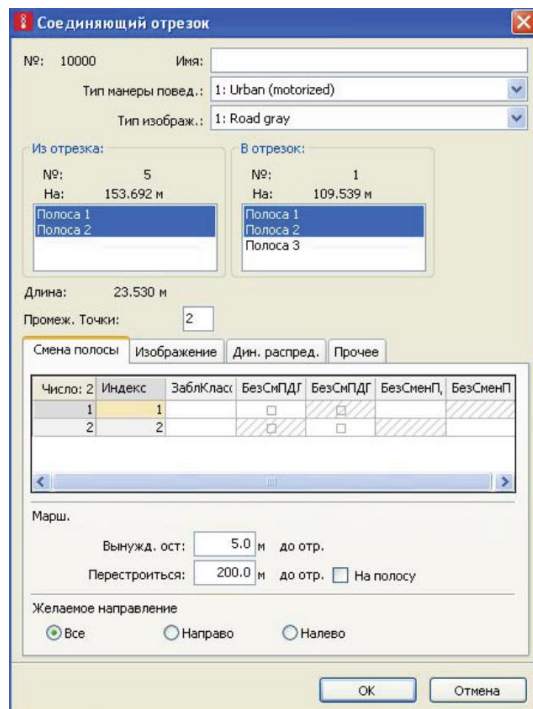 Соединяющий отрезок
№: 10000 Имя:
Тип манеры повед.: 1: Urban (motorized)
Тип изображ.: 1: Road gray
Из отрезка:
№: 5
На: 153.692 м
Полоса 1
Полоса 2
В отрезок:
№: 1
На: 109.539 м
Полоса 1
Полоса 2
Полоса 3
Длина: 23.530 м
Промеж. Точки: 2
Смена полосы Изображение Дин. распред. Прочее
Число: 2 Индекс ЗаблКласс БезСмПДГ БезСмПДГ БезСменП, БезСменП
1 1
2 2
Марш.
Вынужд. ост: 5.0 м до отр.
Перестроиться: 200.0 м до отр. На полосу
Желаемое направление
Все Направо Налево
OK Отмена